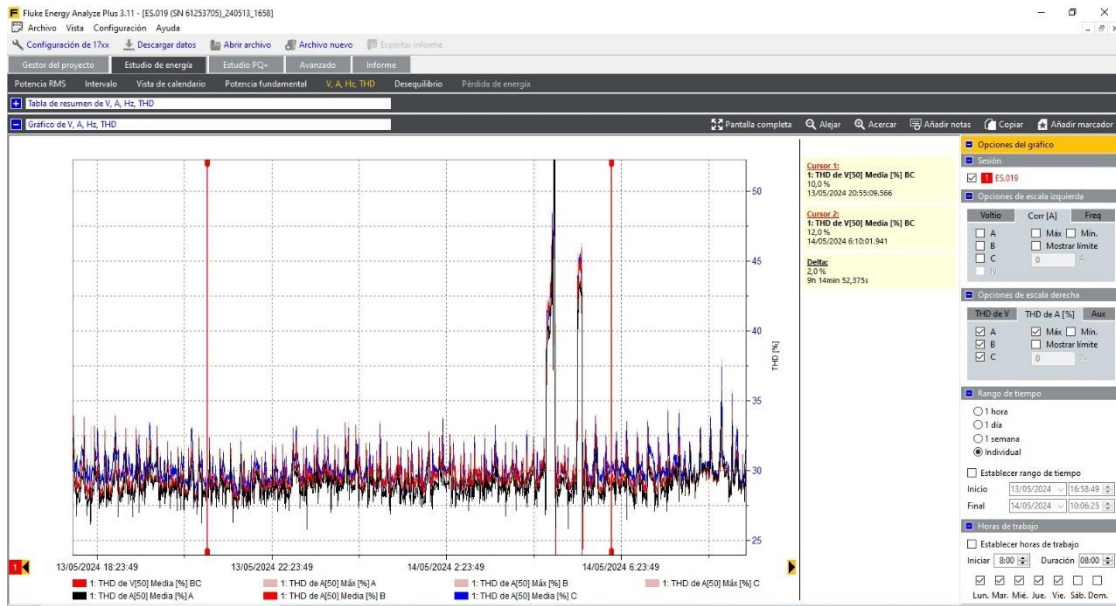 Fluke Energy Analyze Plus 3.11 - [ES.019 (SN 61253705)_240513_1658]
Archivo Vista Configuración Ayuda
Configuración de 17xx Descargar datos Abrir archivo Archivo nuevo Exportar informe
Gestor del proyecto Estudio de energía Estudio PQ+ Avanzado Informe
Potencia RMS Intervalo Vista de calendario Potencia fundamental V, A, Hz, THD Desequilibrio Pérdida de energía
Tabla de resumen de V, A, Hz, THD
Gráfico de V, A, Hz, THD Pantalla completa Alejar Acercar Añadir notas Copiar Añadir marcador
Cursor 1:
1: THD de V[50] Media [%] BC
10,0 %
13/05/2024 20:55:09.566
Cursor 2:
1: THD de V[50] Media [%] BC
12,0 %
14/05/2024 6:10:01.941
Delta:
2,0 %
9h 14min 52,375s
50
45
40
35
30
25
THD [%]
1
13/05/2024 18:23:49 13/05/2024 22:23:49 14/05/2024 2:23:49 14/05/2024 6:23:49
1: THD de V[50] Media [%] BC 1: THD de A[50] Máx [%] A 1: THD de A[50] Máx [%] B 1: THD de A[50] Máx [%] C
1: THD de A[50] Media [%] A 1: THD de A[50] Media [%] B 1: THD de A[50] Media [%] C
Opciones del gráfico
Sesión
1 ES.019
Opciones de escala izquierda
Voltio Corr [A] Freq
A Máx Mín.
B Mostrar límite
C 0 A
N
Opciones de escala derecha
THD de V THD de A [%] Aux
A Máx Mín.
B Mostrar límite
C 0 %
Rango de tiempo
1 hora
1 día
1 semana
Individual
Establecer rango de tiempo
Inicio 13/05/2024 16:58:49
Final 14/05/2024 10:06:25
Horas de trabajo
Establecer horas de trabajo
Iniciar 8:00 Duración 08:00
Lun. Mar. Mié. Jue. Vie. Sáb. Dom.